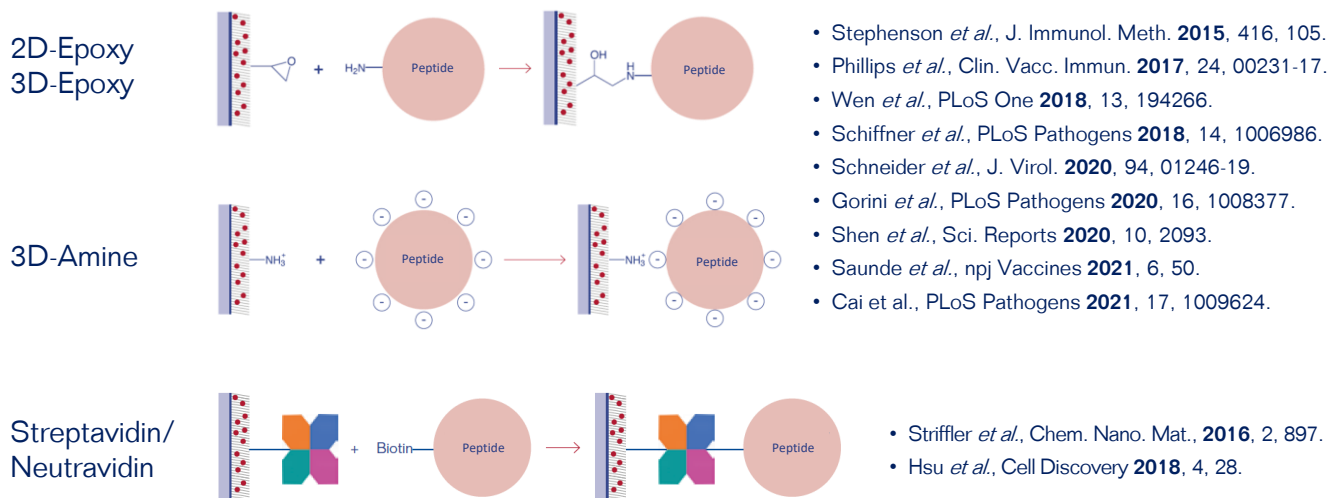 2D-Epoxy
3D-Epoxy
O
+
H₂N
Peptide
OH
H
N
Peptide
• Stephenson et al., J. Immunol. Meth. 2015, 416, 105.
• Phillips et al., Clin. Vacc. Immun. 2017, 24, 00231-17.
• Wen et al., PLoS One 2018, 13, 194266.
• Schiffner et al., PLoS Pathogens 2018, 14, 1006986.
• Schneider et al., J. Virol. 2020, 94, 01246-19.
• Gorini et al., PLoS Pathogens 2020, 16, 1008377.
• Shen et al., Sci. Reports 2020, 10, 2093.
• Saunde et al., npj Vaccines 2021, 6, 50.
• Cai et al., PLoS Pathogens 2021, 17, 1009624.
3D-Amine
NH₃⁺
+
- - - - - - - -
Peptide
NH₃⁺
- - - - - - - -
Peptide
Streptavidin/
Neutravidin
+
Biotin
Peptide
Peptide
• Striffler et al., Chem. Nano. Mat., 2016, 2, 897.
• Hsu et al., Cell Discovery 2018, 4, 28.